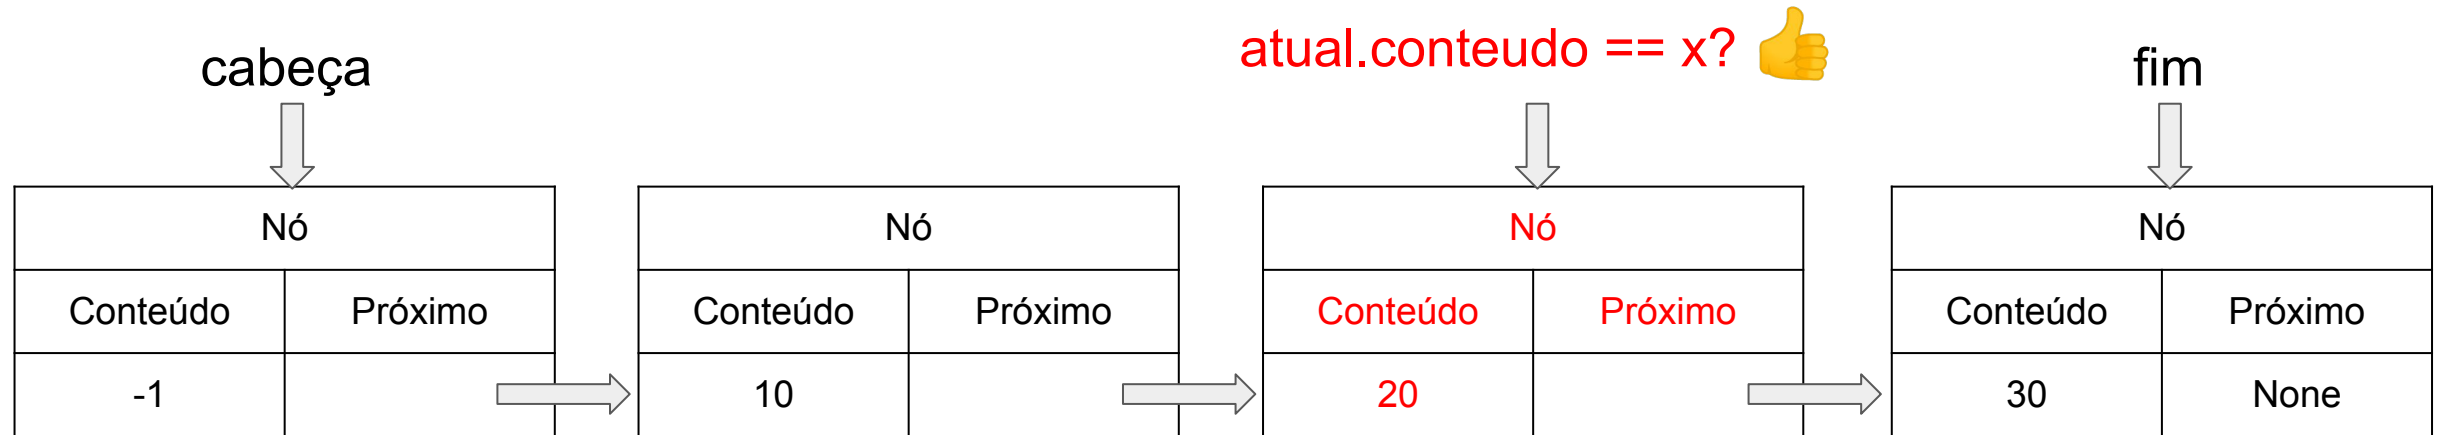 cabeça
atual.conteudo == x?
fim
Nó
Nó
Nó
Nó
Conteúdo Próximo
Conteúdo Próximo
Conteúdo Próximo
Conteúdo Próximo
-1
10
20
30 None